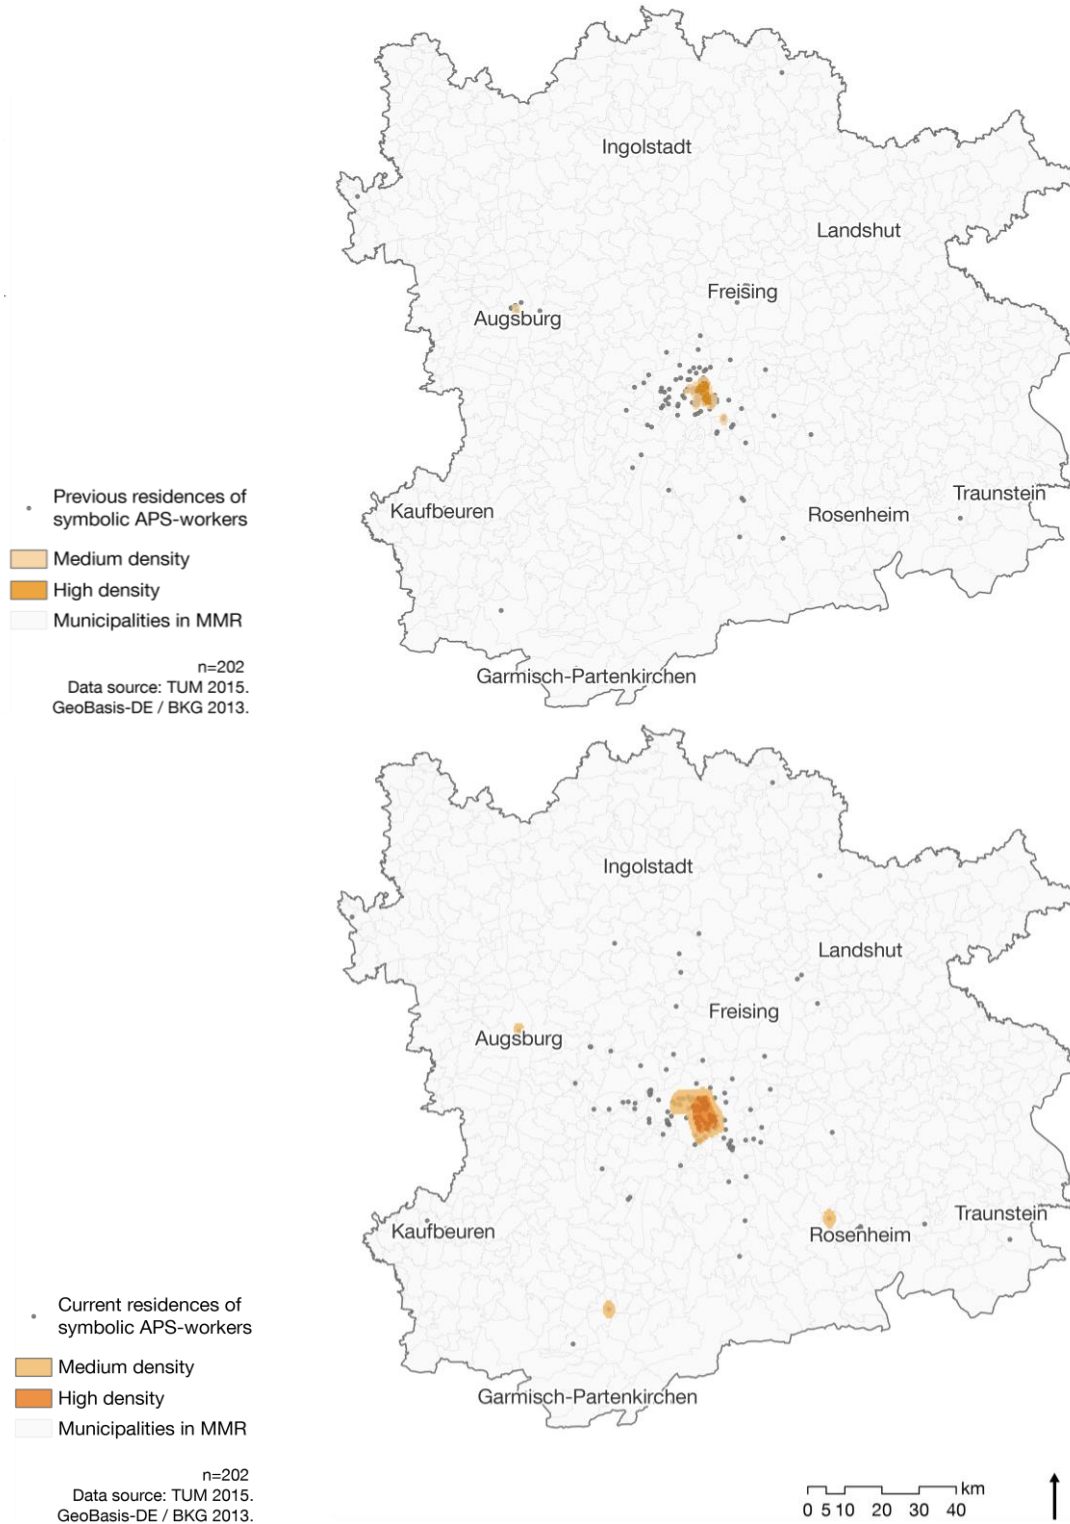 Ingolstadt
Landshut
Freising
Augsburg
Kaufbeuren
Traunstein
Rosenheim
Garmisch-Partenkirchen
Previous residences of
symbolic APS-workers
Medium density
High density
Municipalities in MMR
n=202
Data source: TUM 2015.
GeoBasis-DE / BKG 2013.
Ingolstadt
Landshut
Freising
Augsburg
Kaufbeuren
Traunstein
Rosenheim
Garmisch-Partenkirchen
Current residences of
symbolic APS-workers
Medium density
High density
Municipalities in MMR
n=202
Data source: TUM 2015.
GeoBasis-DE / BKG 2013.
km
0 5 10 20 30 40